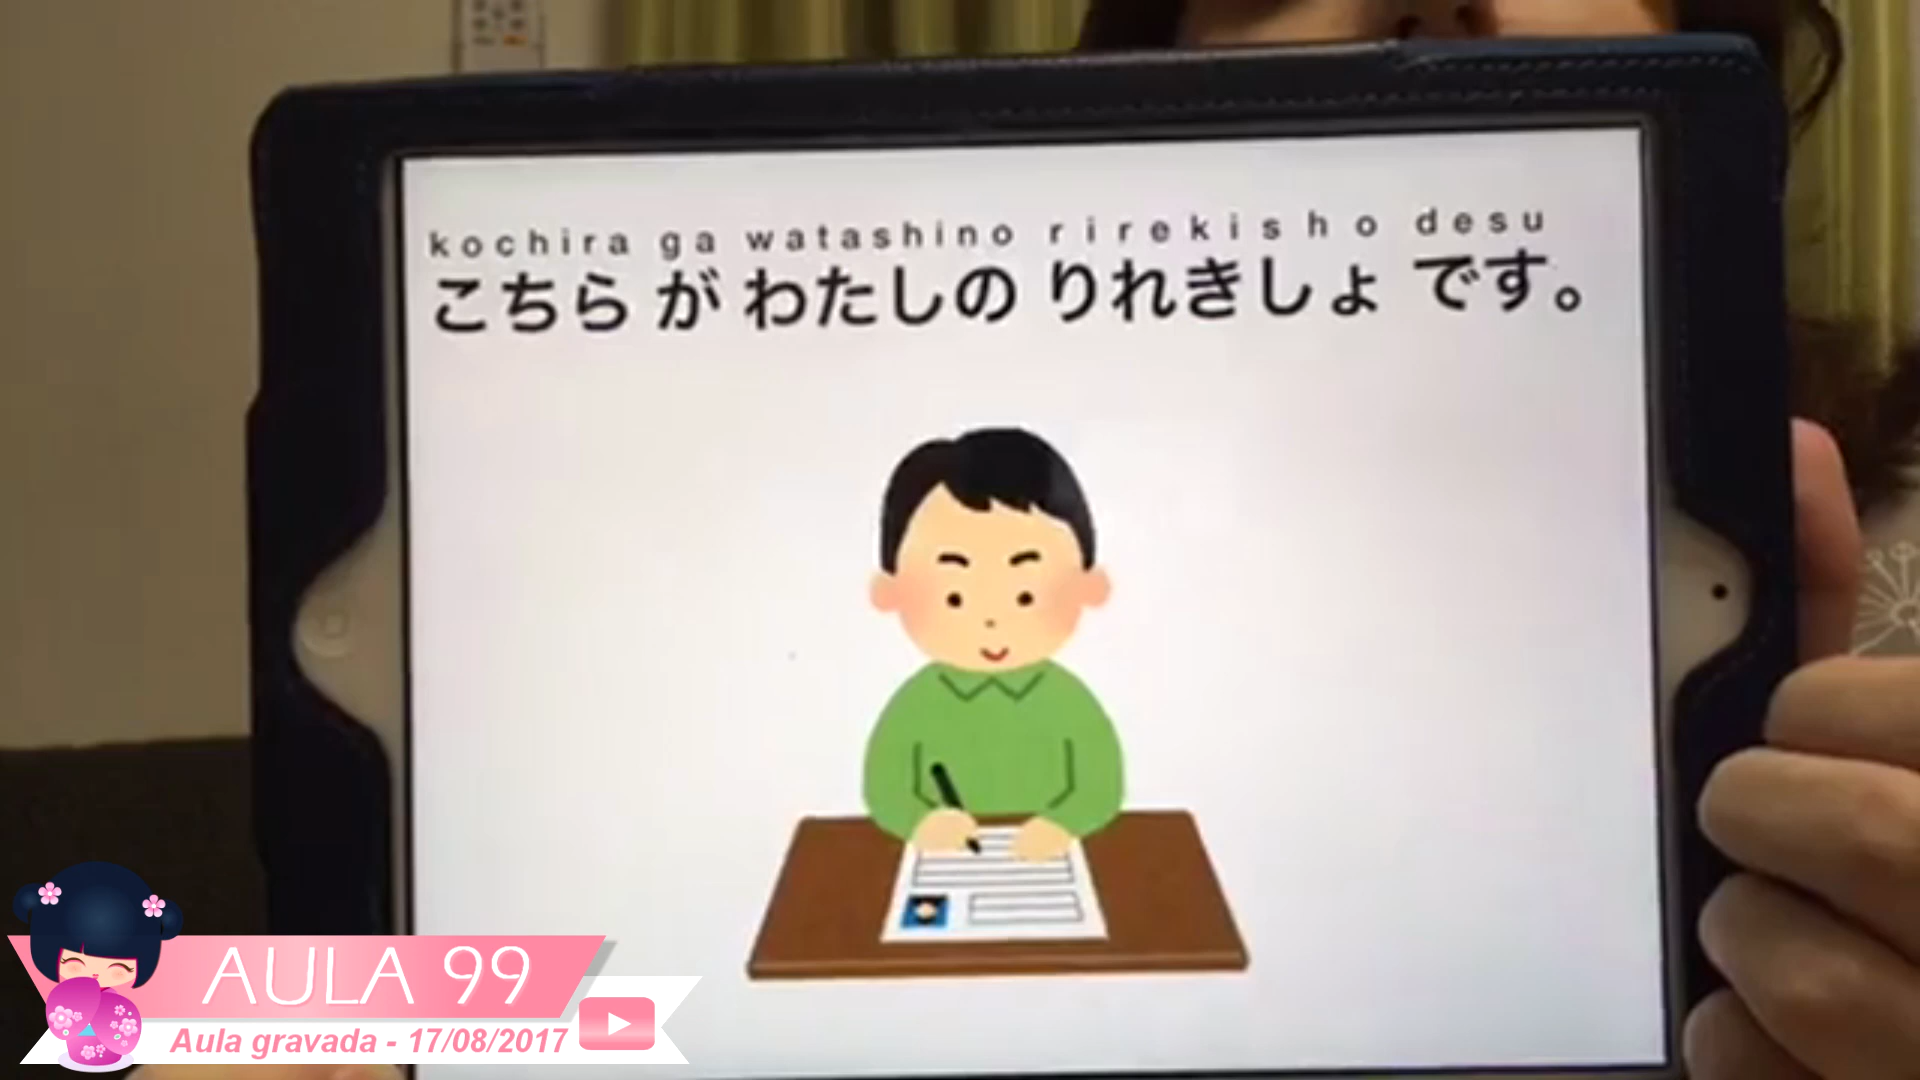 kochira ga watashino rirekisho desu
こちら が わたしの りれきしょ です。
AULA 99
Aula gravada - 17/08/2017